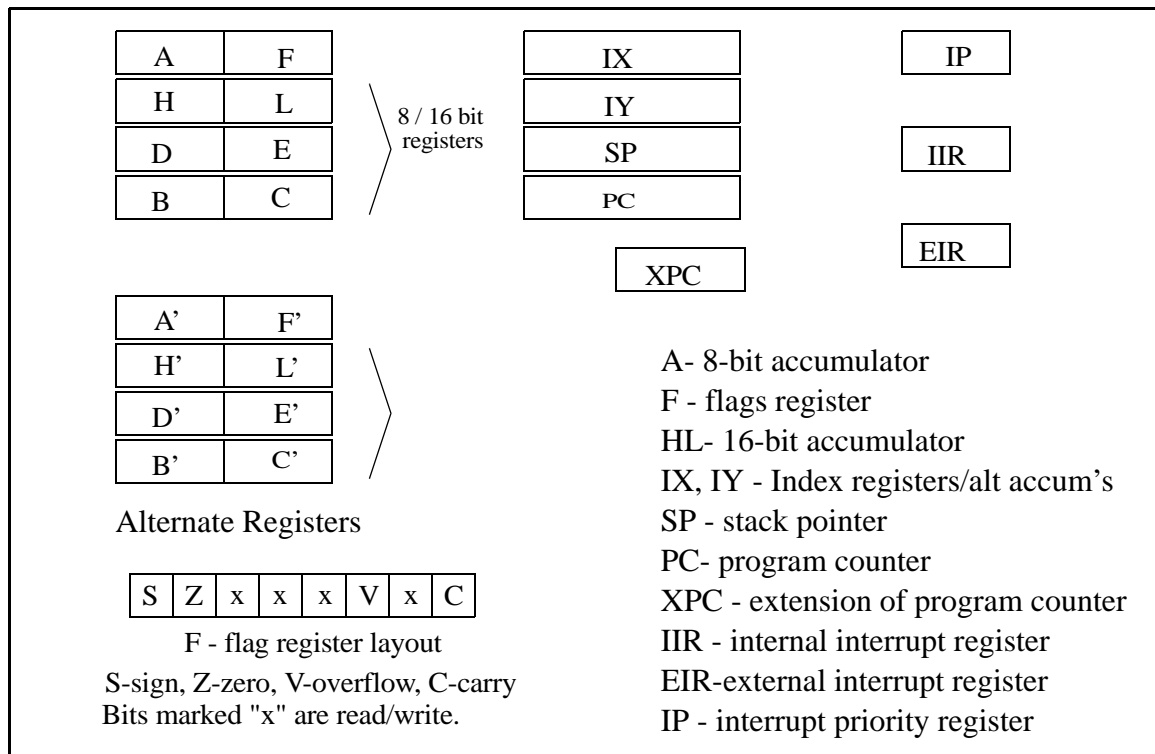 A F
H L
D E
B C
8 / 16 bit
registers
IX
IY
SP
PC
XPC
IP
IIR
EIR
A’ F’
H’ L’
D’ E’
B’ C’
Alternate Registers
S Z x x x V x C
F - flag register layout
S-sign, Z-zero, V-overflow, C-carry
Bits marked "x" are read/write.
A- 8-bit accumulator
F - flags register
HL- 16-bit accumulator
IX, IY - Index registers/alt accum’s
SP - stack pointer
PC- program counter
XPC - extension of program counter
IIR - internal interrupt register
EIR-external interrupt register
IP - interrupt priority register